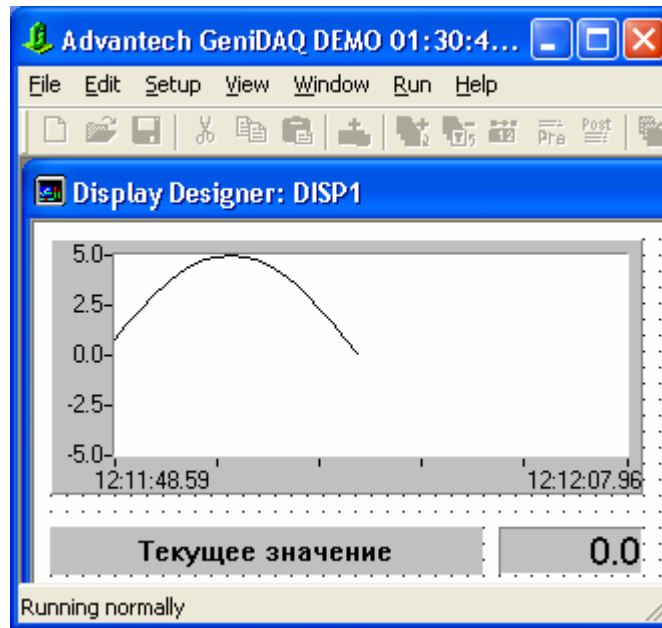 Advantech GeniDAQ DEMO 01:30:4...
File Edit Setup View Window Run Help
Pre Post
Display Designer: DISP1
5.0
2.5
0.0
-2.5
-5.0
12:11:48.59 12:12:07.96
Текущее значение 0.0
Running normally